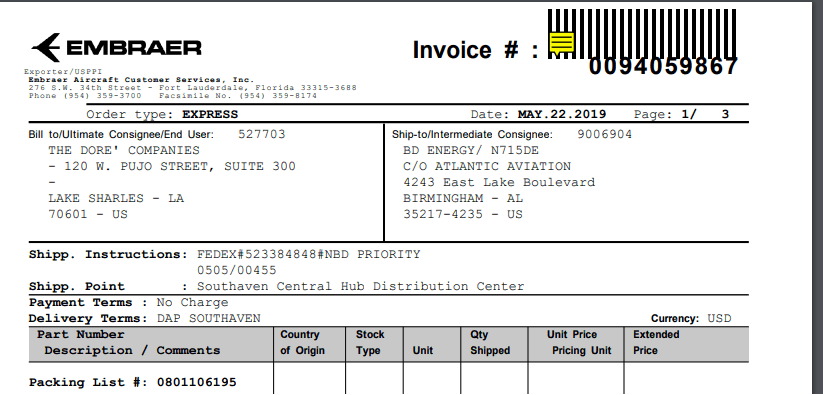 EMBRAER
Invoice # :
0094059867
Exporter/USPPI
Embraer Aircraft Customer Services, Inc.
276 S.W. 34th Street - Fort Lauderdale, Florida 33315-3688
Phone (954) 359-3700 Facsimile No. (954) 359-8174
Order type: EXPRESS Date: MAY.22.2019 Page: 1/ 3
Bill to/Ultimate Consignee/End User: 527703
THE DORE' COMPANIES
- 120 W. PUJO STREET, SUITE 300
-
LAKE SHARLES - LA
70601 - US
Ship-to/Intermediate Consignee: 9006904
BD ENERGY/ N715DE
C/O ATLANTIC AVIATION
4243 East Lake Boulevard
BIRMINGHAM - AL
35217-4235 - US
Shipp. Instructions: FEDEX#523384848#NBD PRIORITY
0505/00455
Shipp. Point : Southaven Central Hub Distribution Center
Payment Terms : No Charge
Delivery Terms: DAP SOUTHAVEN Currency: USD
Part Number
Description / Comments
Country
of Origin
Stock
Type
Unit
Qty
Shipped
Unit Price
Pricing Unit
Extended
Price
Packing List #: 0801106195